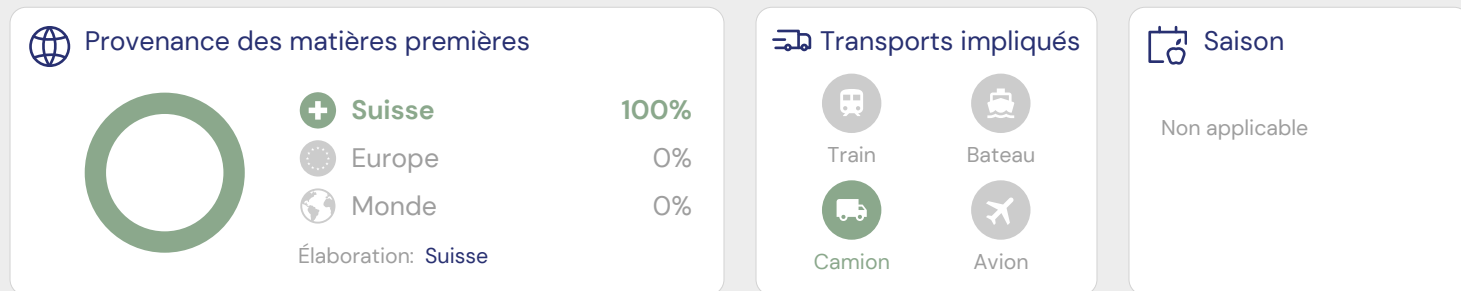 Provenance des matières premières
Suisse 100%
Europe 0%
Monde 0%
Élaboration: Suisse
Transports impliqués
Train Bateau
Camion Avion
Saison
Non applicable